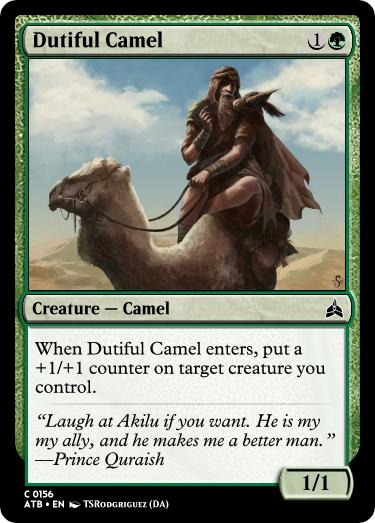 Dutiful Camel 1
Creature — Camel
When Dutiful Camel enters, put a
+1/+1 counter on target creature you
control.
“Laugh at Akilu if you want. He is my
my ally, and he makes me a better man.”
—Prince Quraish
1/1
C 0156
ATB • EN TSRodgriguez (DA)